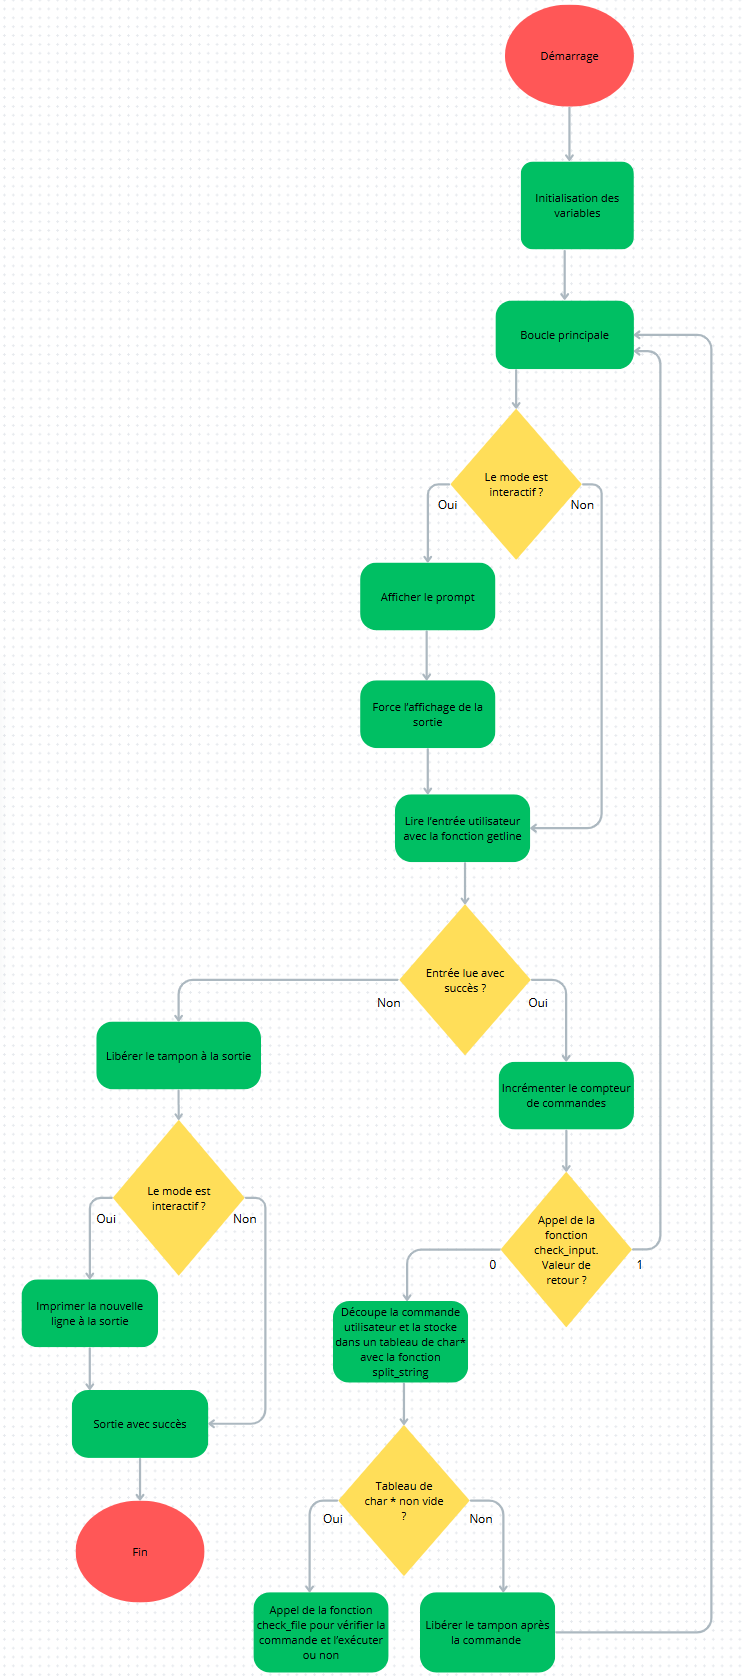 Démarrage
Initialisation des
variables
Boucle principale
Le mode est
interactif ?
Oui
Non
Afficher le prompt
Force l'affichage de la
sortie
Lire l'entrée utilisateur
avec la fonction getline
Entrée lue avec
succès ?
Non
Oui
Libérer le tampon à la sortie
Incrémenter le compteur
de commandes
Le mode est
interactif ?
Oui
Non
Appel de la
fonction
check_input.
Valeur de
retour ?
0
1
Imprimer la nouvelle
ligne à la sortie
Découpe la commande
utilisateur et la stocke
dans un tableau de char*
avec la fonction
split_string
Sortie avec succès
Tableau de
char * non vide
?
Oui
Non
Fin
Appel de la fonction
check_file pour vérifier la
commande et l'exécuter
ou non
Libérer le tampon après
la commande